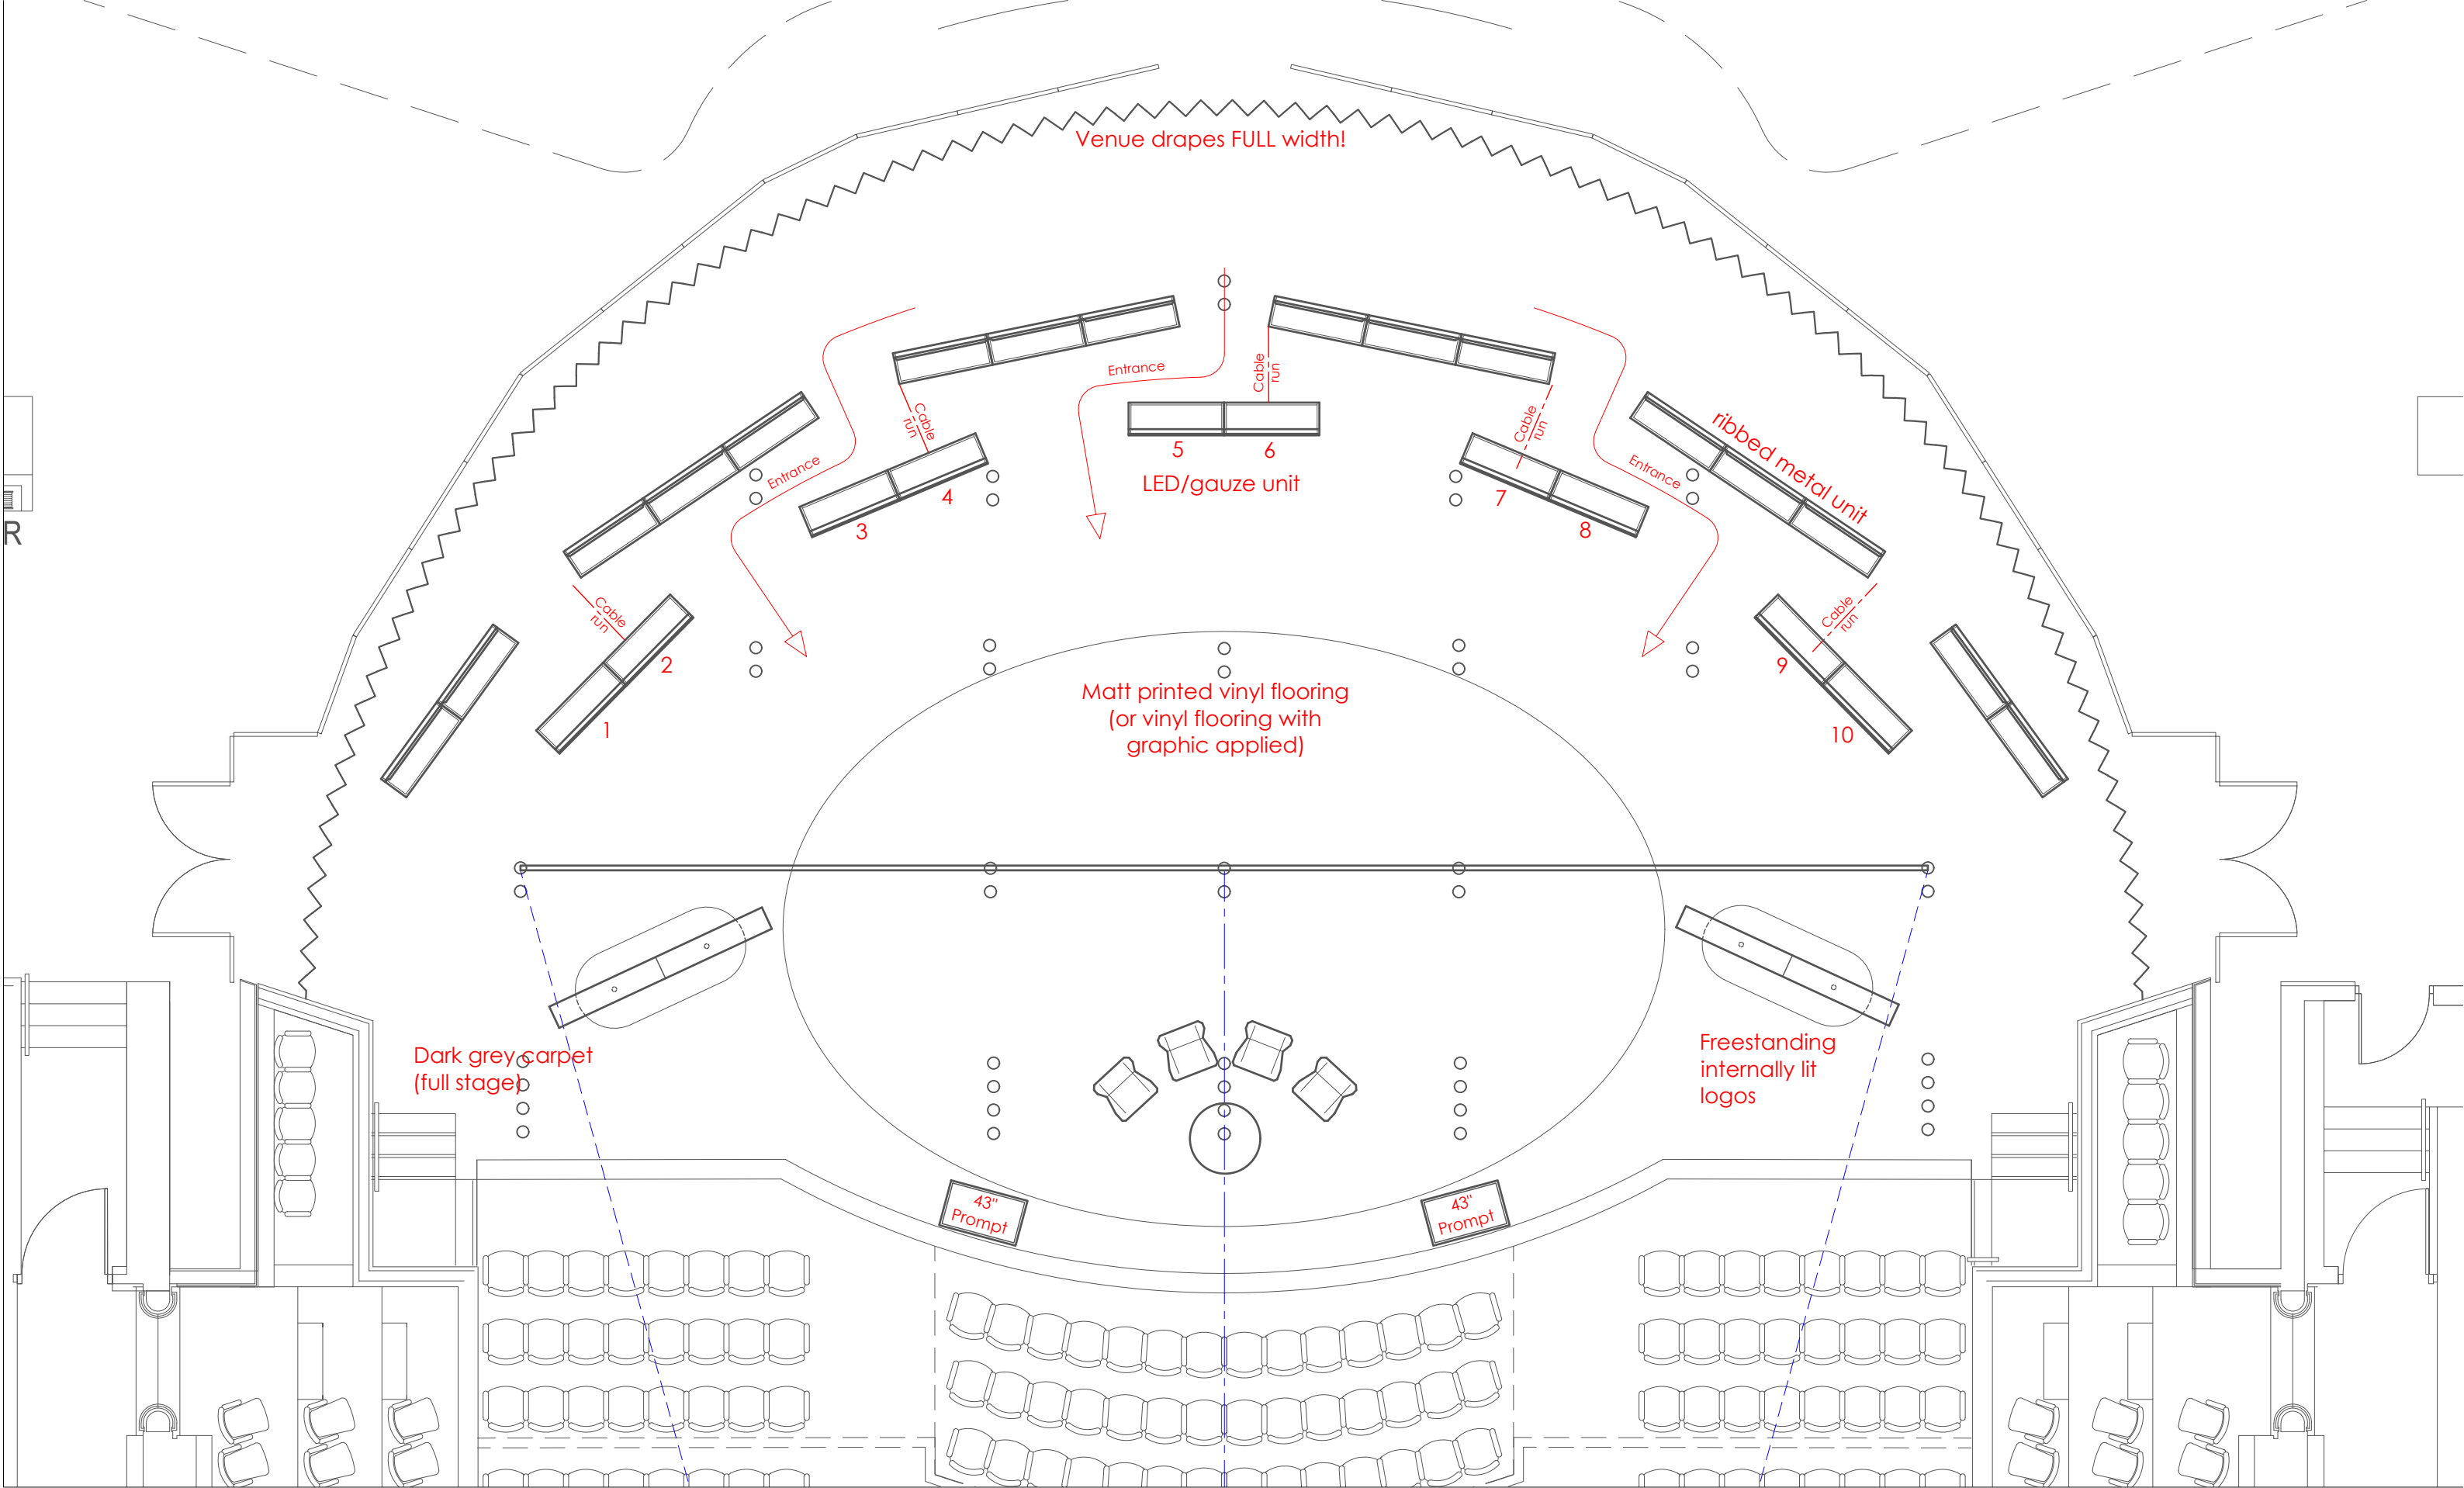 Venue drapes FULL width!
Entrance
Cable
run
Cable
run
Cable
run
ribbed metal unit
5
6
LED/gauze unit
Entrance
Entrance
3
4
7
8
R
Cable
run
Cable
run
2
1
9
10
Matt printed vinyl flooring
(or vinyl flooring with
graphic applied)
Dark grey carpet
(full stage)
Freestanding
internally lit
logos
43"
Prompt
43"
Prompt